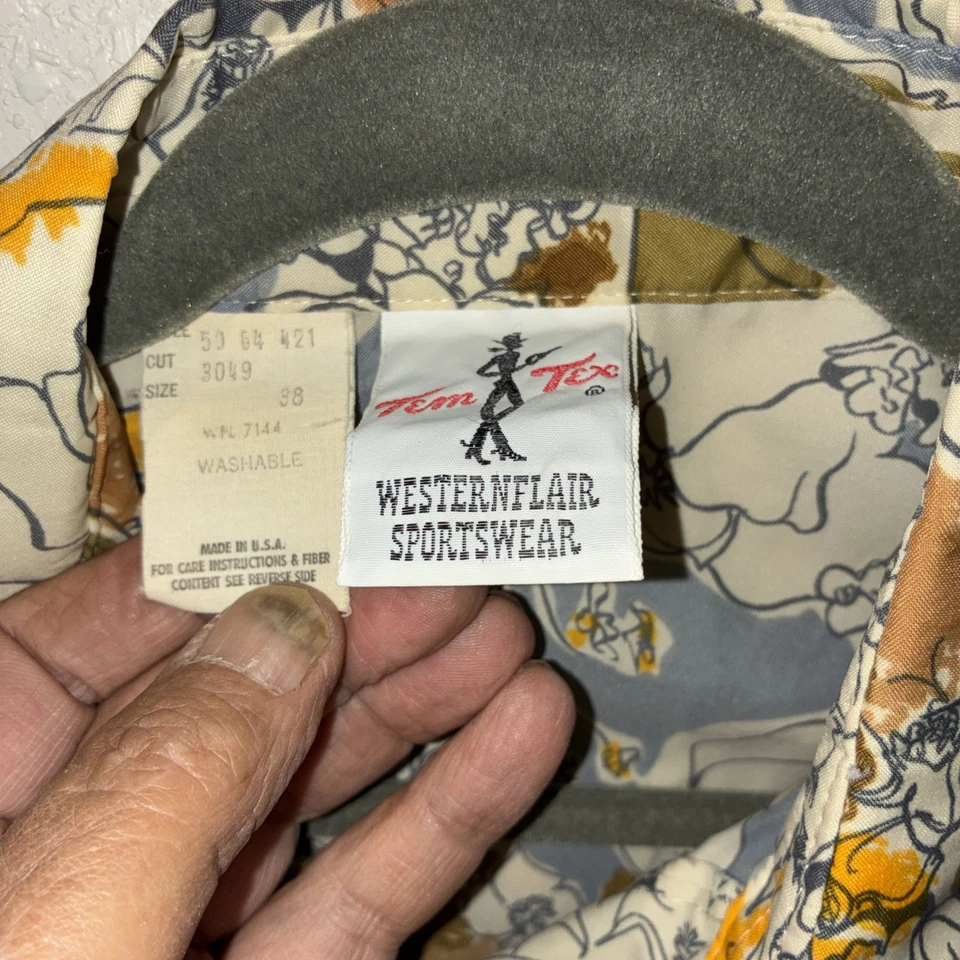 50 64 421
CUT 3049
SIZE 38
WPL 7144
WASHABLE
MADE IN U.S.A.
FOR CARE INSTRUCTIONS & FIBER
CONTENT SEE REVERSE SIDE
Tem Tex ®
WESTERNFLAIR
SPORTSWEAR